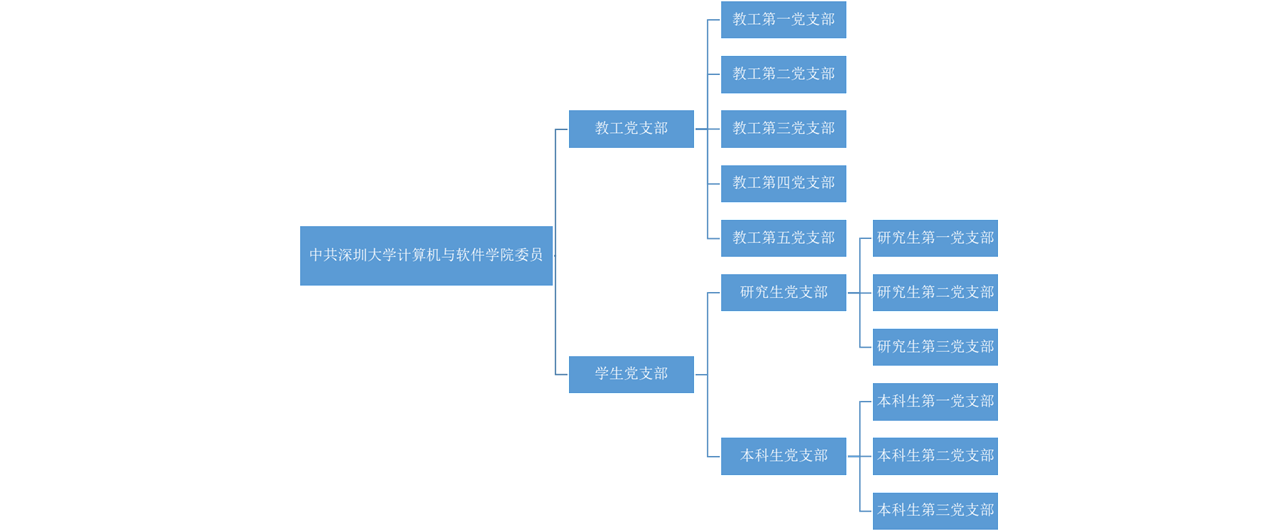 中共深圳大学计算机与软件学院委员
教工党支部
教工第一党支部
教工第二党支部
教工第三党支部
教工第四党支部
教工第五党支部
学生党支部
研究生党支部
研究生第一党支部
研究生第二党支部
研究生第三党支部
本科生党支部
本科生第一党支部
本科生第二党支部
本科生第三党支部